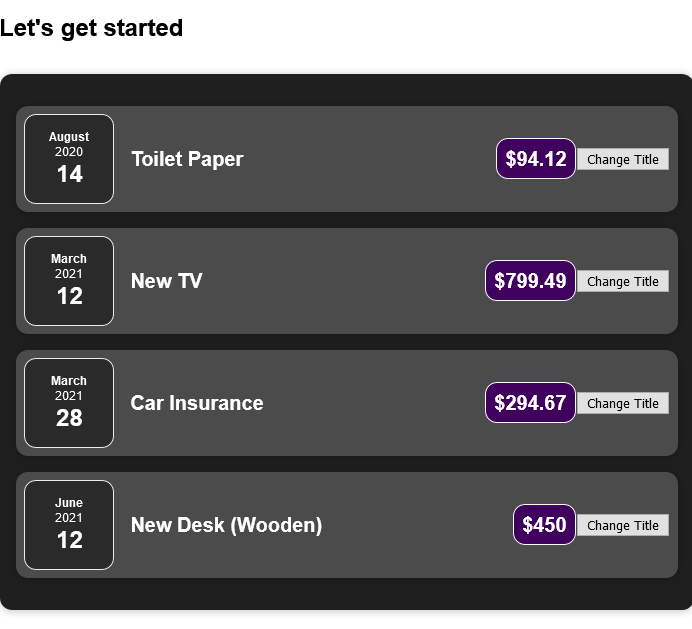 Let's get started
August
2020
14
Toilet Paper
$94.12
Change Title
March
2021
12
New TV
$799.49
Change Title
March
2021
28
Car Insurance
$294.67
Change Title
June
2021
12
New Desk (Wooden)
$450
Change Title